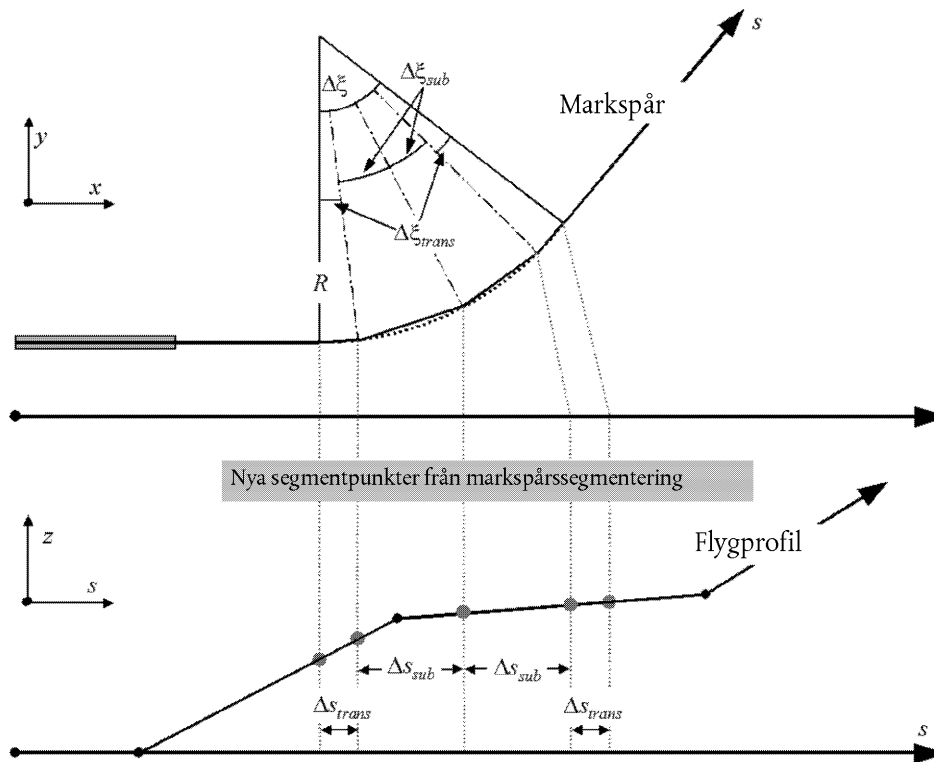 s
Δξ
Δξsub
Markspår
y
x
Δξtrans
R
Nya segmentpunkter från markspårssegmentering
z
Flygprofil
s
Δssub
Δssub
Δstrans
Δstrans
s